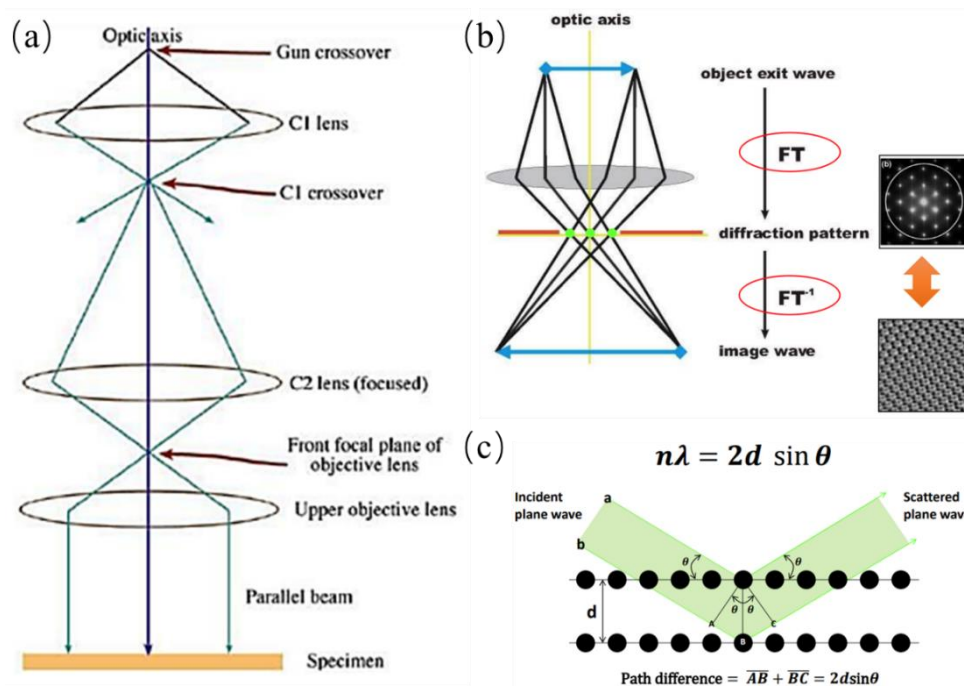 (a)
Optic axis
Gun crossover
C1 lens
C1 crossover
C2 lens (focused)
Front focal plane of
objective lens
Upper objective lens
Parallel beam
Specimen
(b)
optic axis
object exit wave
FT
(b)
diffraction pattern
FT⁻¹
image wave
(c)
nλ = 2d sin θ
Incident
plane wave
Scattered
plane wav
a
b
θ
θ
d
θ θ
A
C
B
Path difference = AB + BC = 2dsinθ